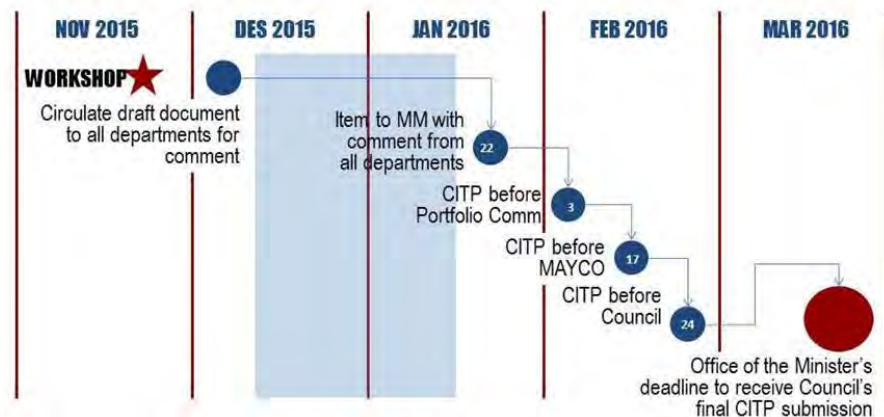 NOV 2015
DES 2015
JAN 2016
FEB 2016
MAR 2016
WORKSHOP
Circulate draft document
to all departments for
comment
Item to MM with
comment from
all departments
22
CITP before
Portfolio Comm
3
CITP before
MAYCO
17
CITP before
Council
24
Office of the Minister's
deadline to receive Council's
final CITP submission